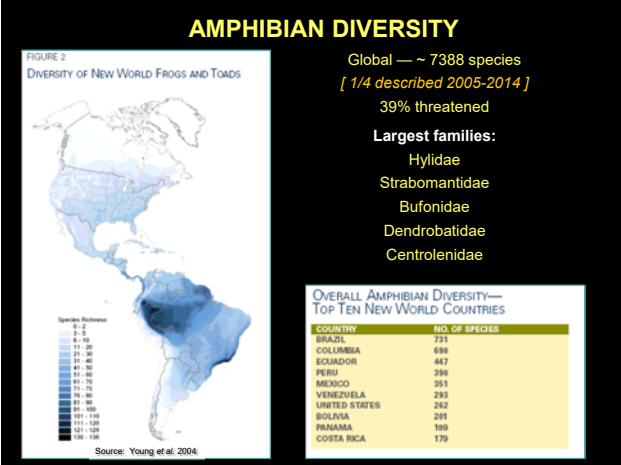 AMPHIBIAN DIVERSITY
FIGURE 2
DIVERSITY OF NEW WORLD FROGS AND TOADS
Species Richness
0 - 2
3 - 5
6 - 10
11 - 20
21 - 30
31 - 40
41 - 50
51 - 60
61 - 70
71 - 75
76 - 80
81 - 90
91 - 100
101 - 110
111 - 120
121 - 129
130 - 136
Source: Young et al. 2004
Global — ~ 7388 species
[ 1/4 described 2005-2014 ]
39% threatened
Largest families:
Hylidae
Strabomantidae
Bufonidae
Dendrobatidae
Centrolenidae
OVERALL AMPHIBIAN DIVERSITY—
TOP TEN NEW WORLD COUNTRIES
COUNTRY NO. OF SPECIES
BRAZIL 731
COLUMBIA 698
ECUADOR 447
PERU 398
MEXICO 351
VENEZUELA 293
UNITED STATES 262
BOLIVIA 201
PANAMA 189
COSTA RICA 179